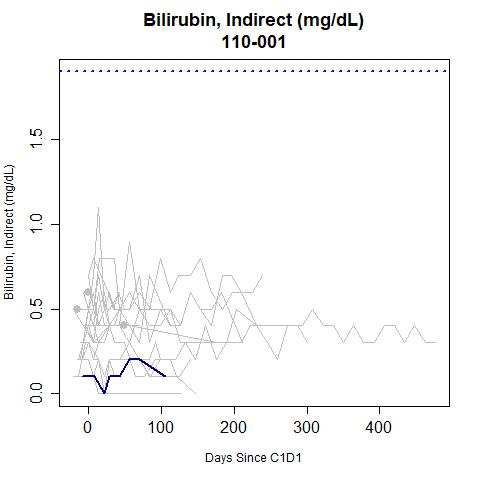 Bilirubin, Indirect (mg/dL)
110-001
Bilirubin, Indirect (mg/dL)
1.5
1.0
0.5
0.0
0 100 200 300 400
Days Since C1D1